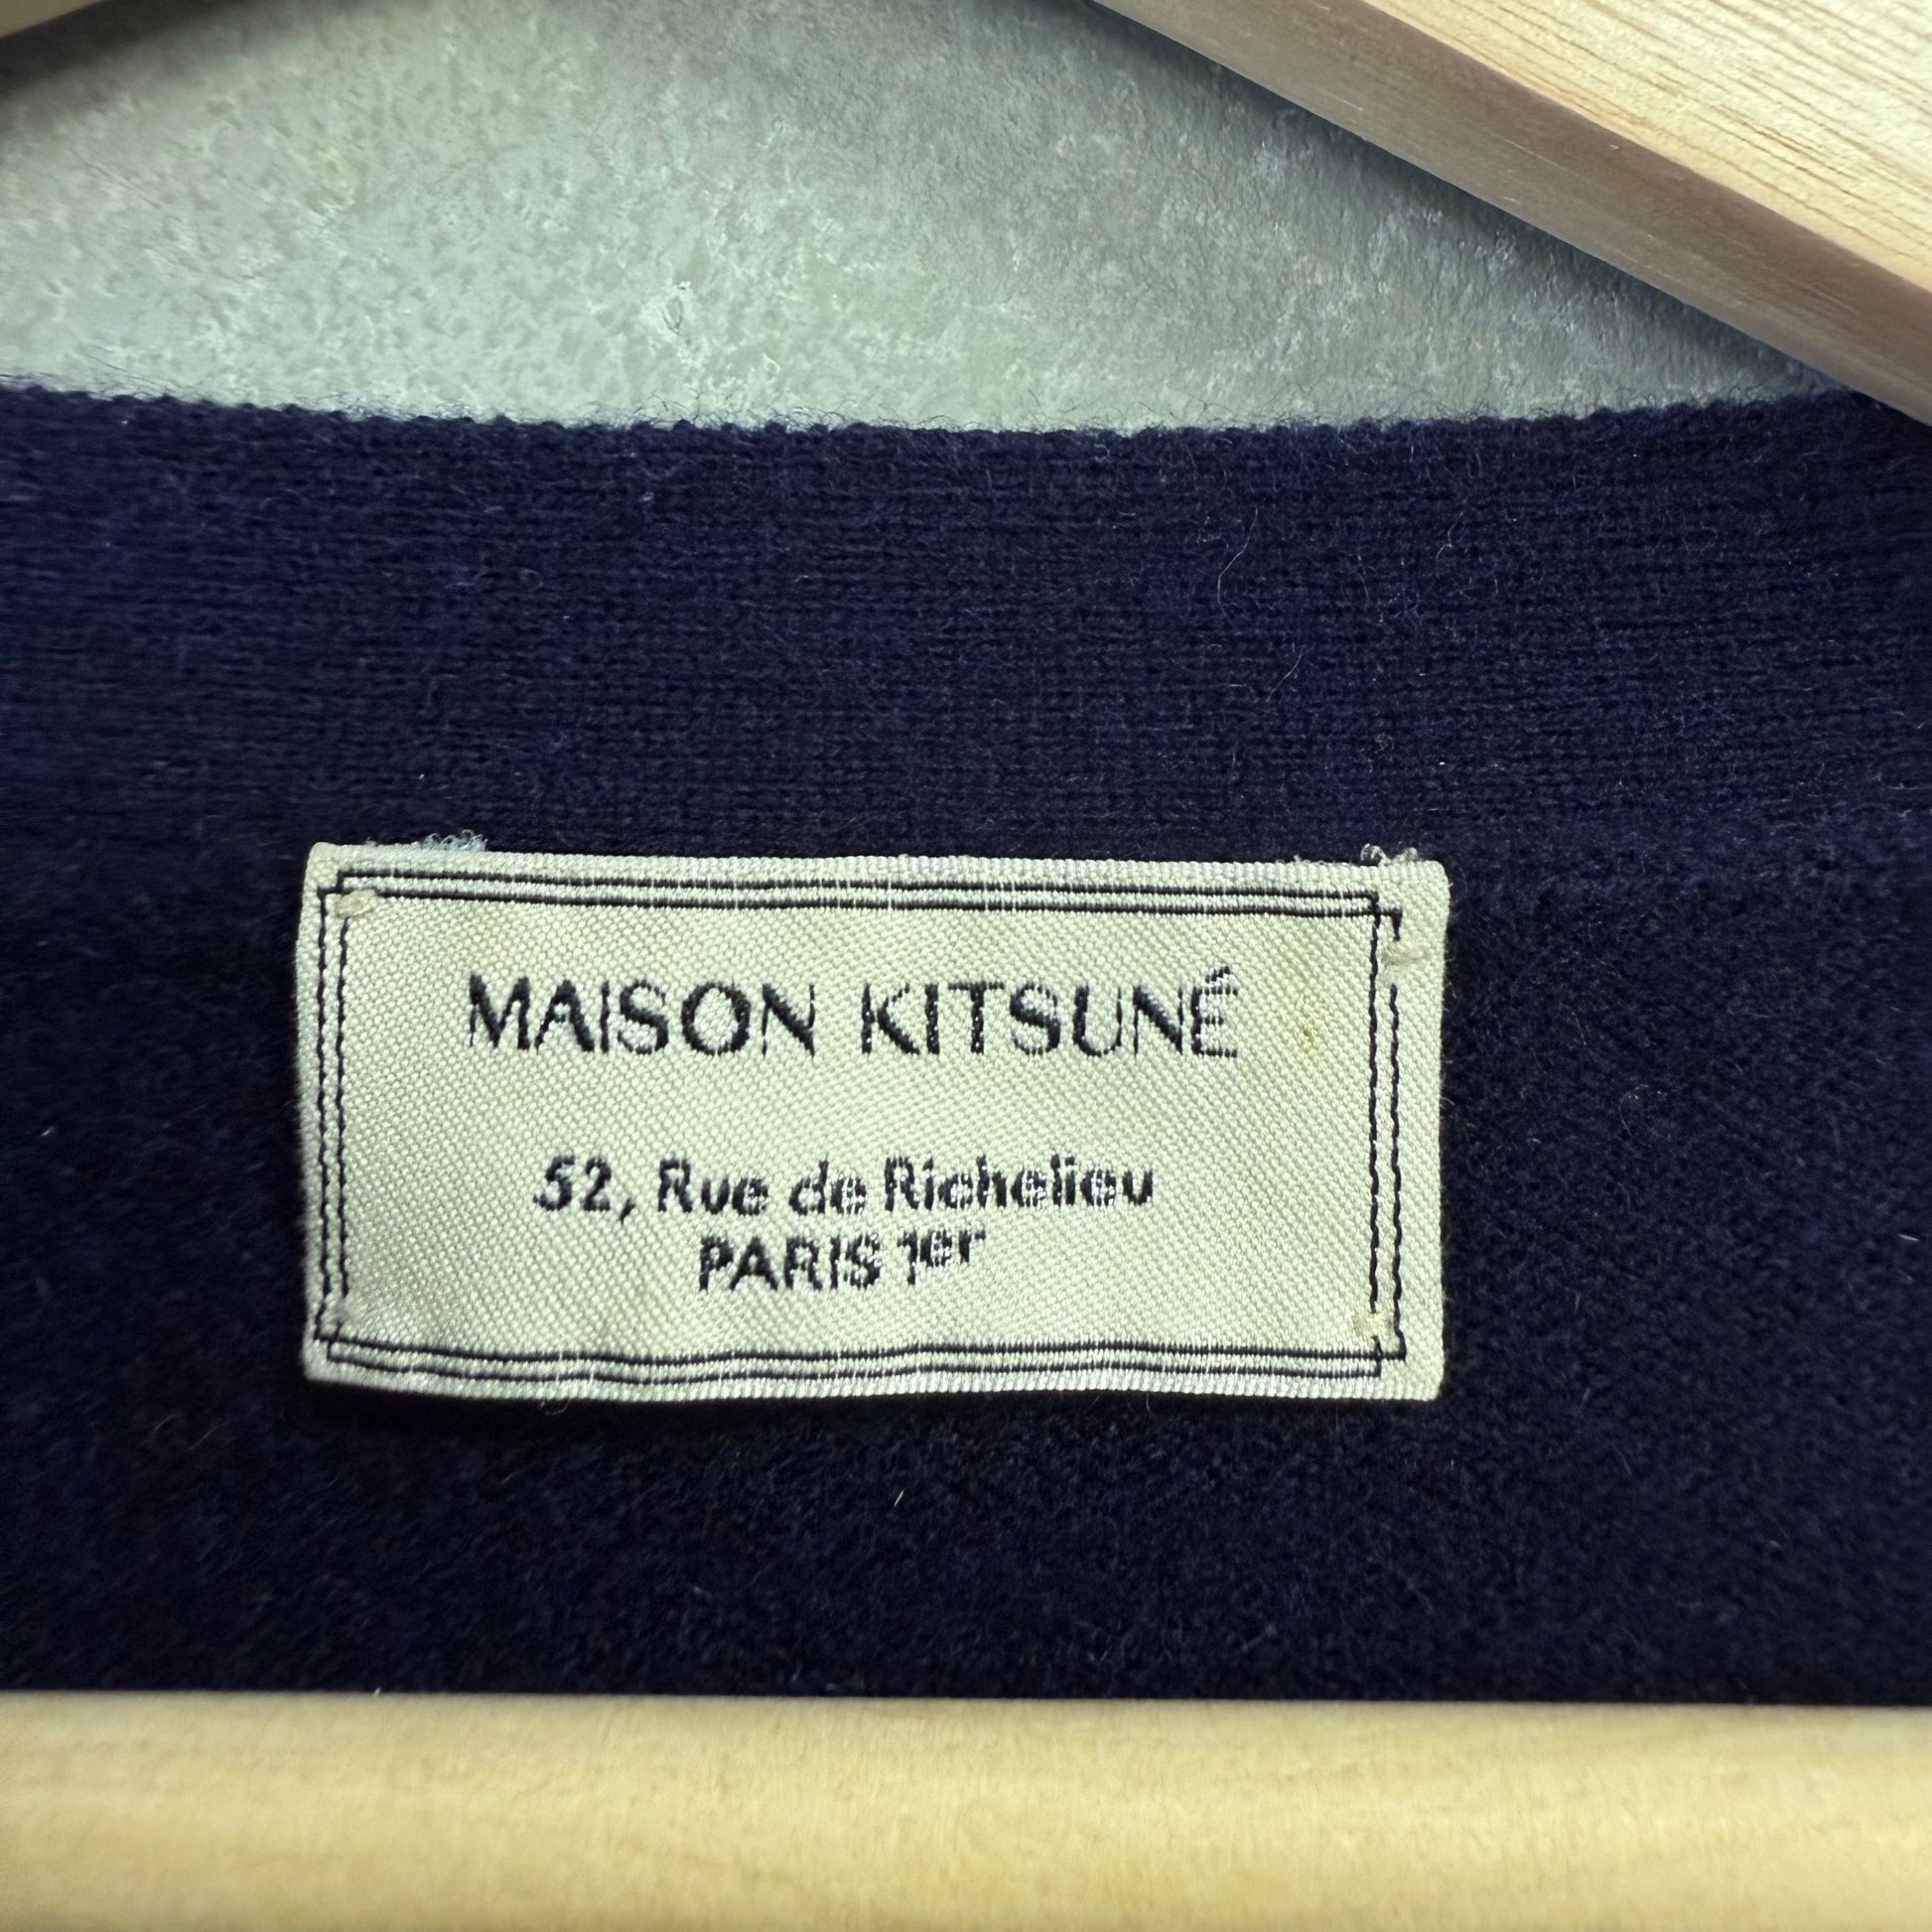 MAISON KITSUNÉ
52, Rue de Richelieu
PARIS 1er